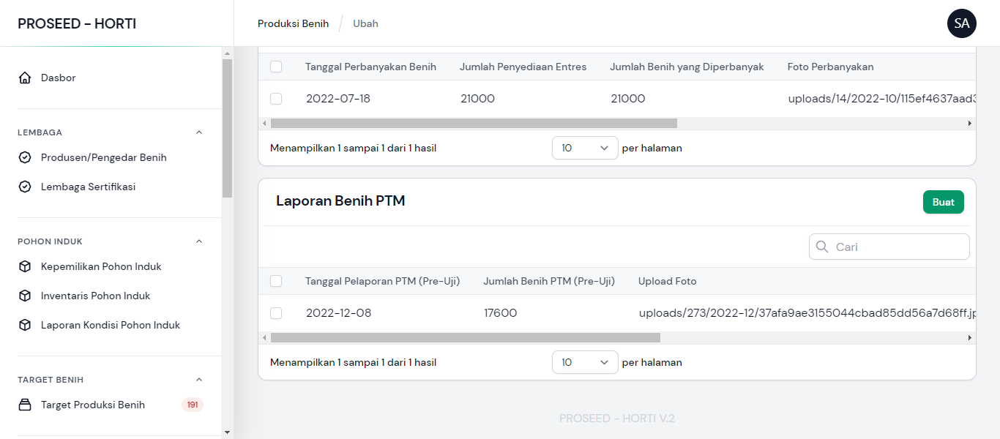 PROSEED - HORTI
Produksi Benih
Ubah
SA
Dasbor
LEMBAGA
Produsen/Pengedar Benih
Lembaga Sertifikasi
POHON INDUK
Kepemilikan Pohon Induk
Inventaris Pohon Induk
Laporan Kondisi Pohon Induk
TARGET BENIH
Target Produksi Benih 191
Tanggal Perbanyakan Benih Jumlah Penyediaan Entres Jumlah Benih yang Diperbanyak Foto Perbanyakan
2022-07-18 21000 21000 uploads/14/2022-10/115ef4637aad3
Menampilkan 1 sampai 1 dari 1 hasil 10 per halaman
Laporan Benih PTM
Buat
Cari
Tanggal Pelaporan PTM (Pre-Uji) Jumlah Benih PTM (Pre-Uji) Upload Foto
2022-12-08 17600 uploads/273/2022-12/37afa9ae3155044cbad85dd56a7d68ff.jp
Menampilkan 1 sampai 1 dari 1 hasil 10 per halaman
PROSEED - HORTI V.2